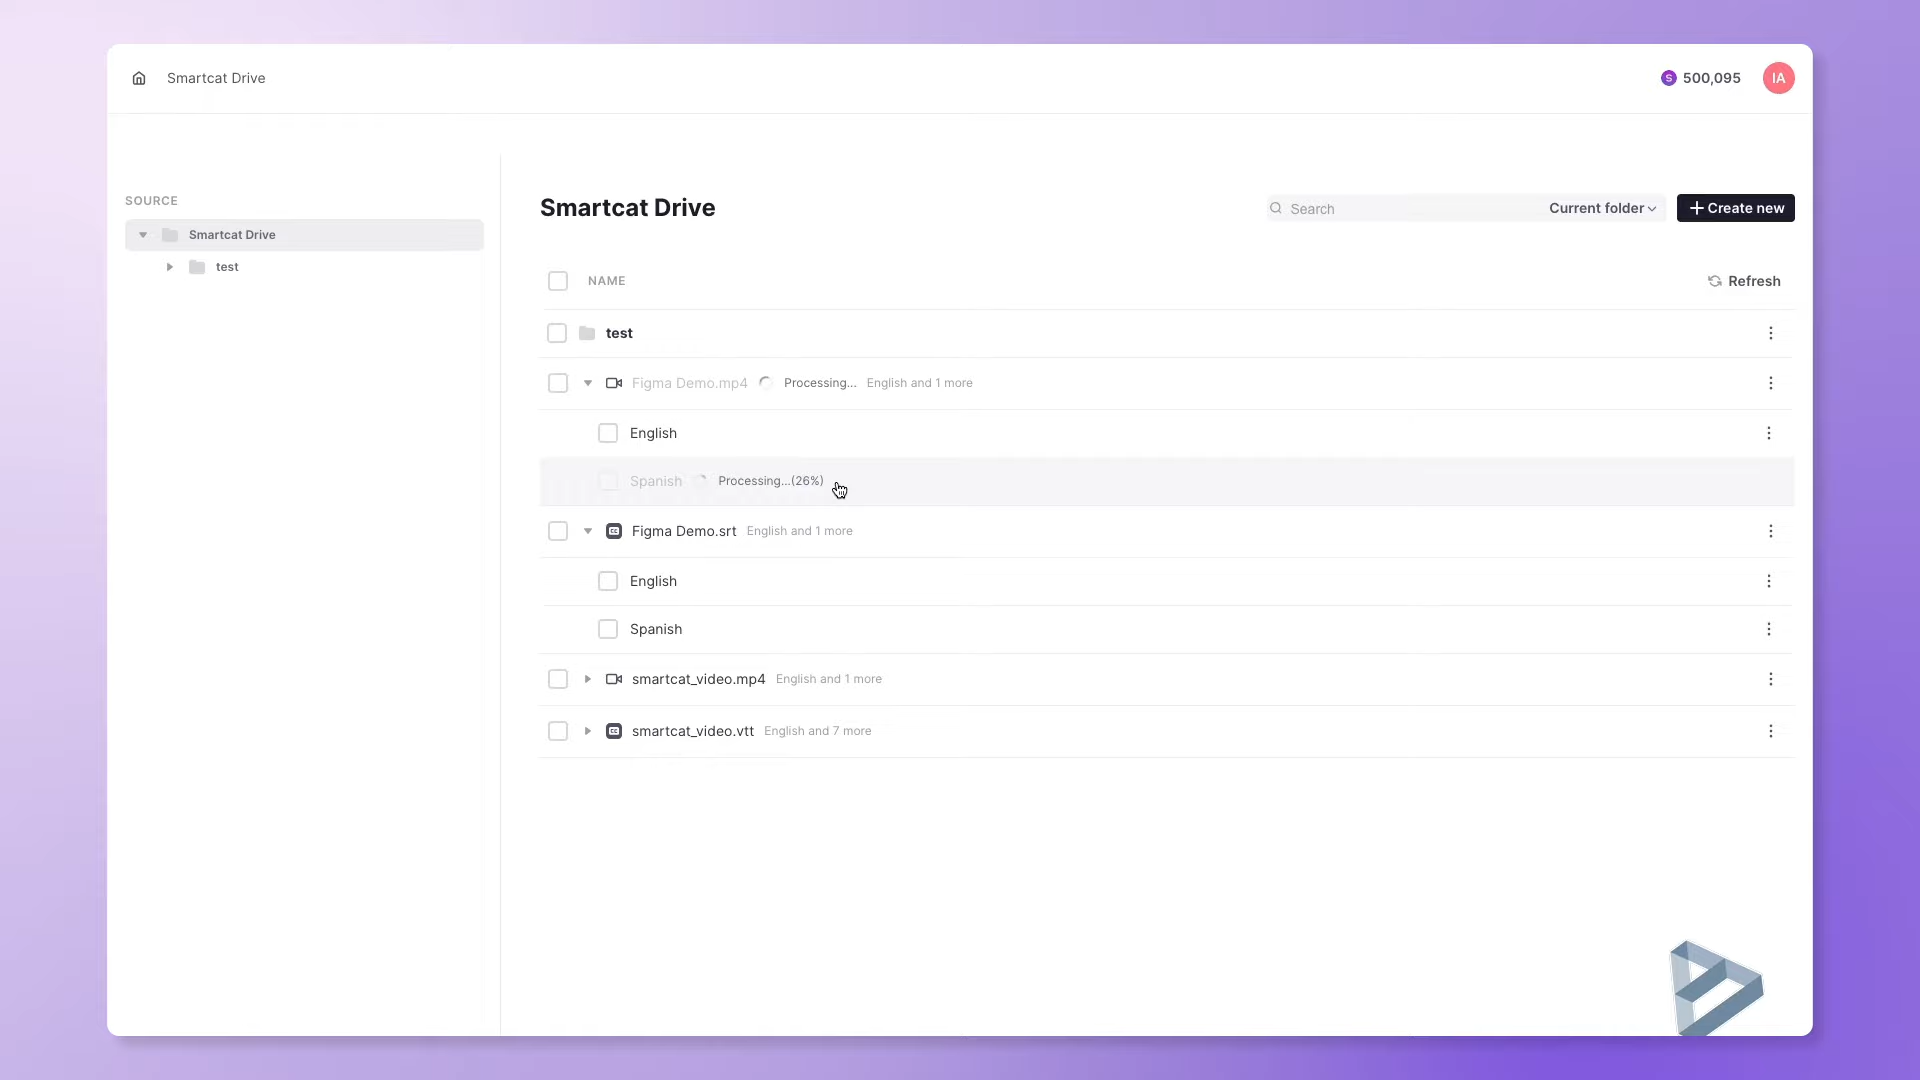 Smartcat Drive
S 500,095
IA
SOURCE
Smartcat Drive
test
Smartcat Drive
Search
Current folder
+ Create new
NAME
Refresh
test
Figma Demo.mp4 Processing... English and 1 more
English
Spanish Processing...(26%)
CC Figma Demo.srt English and 1 more
English
Spanish
smartcat_video.mp4 English and 1 more
CC smartcat_video.vtt English and 7 more